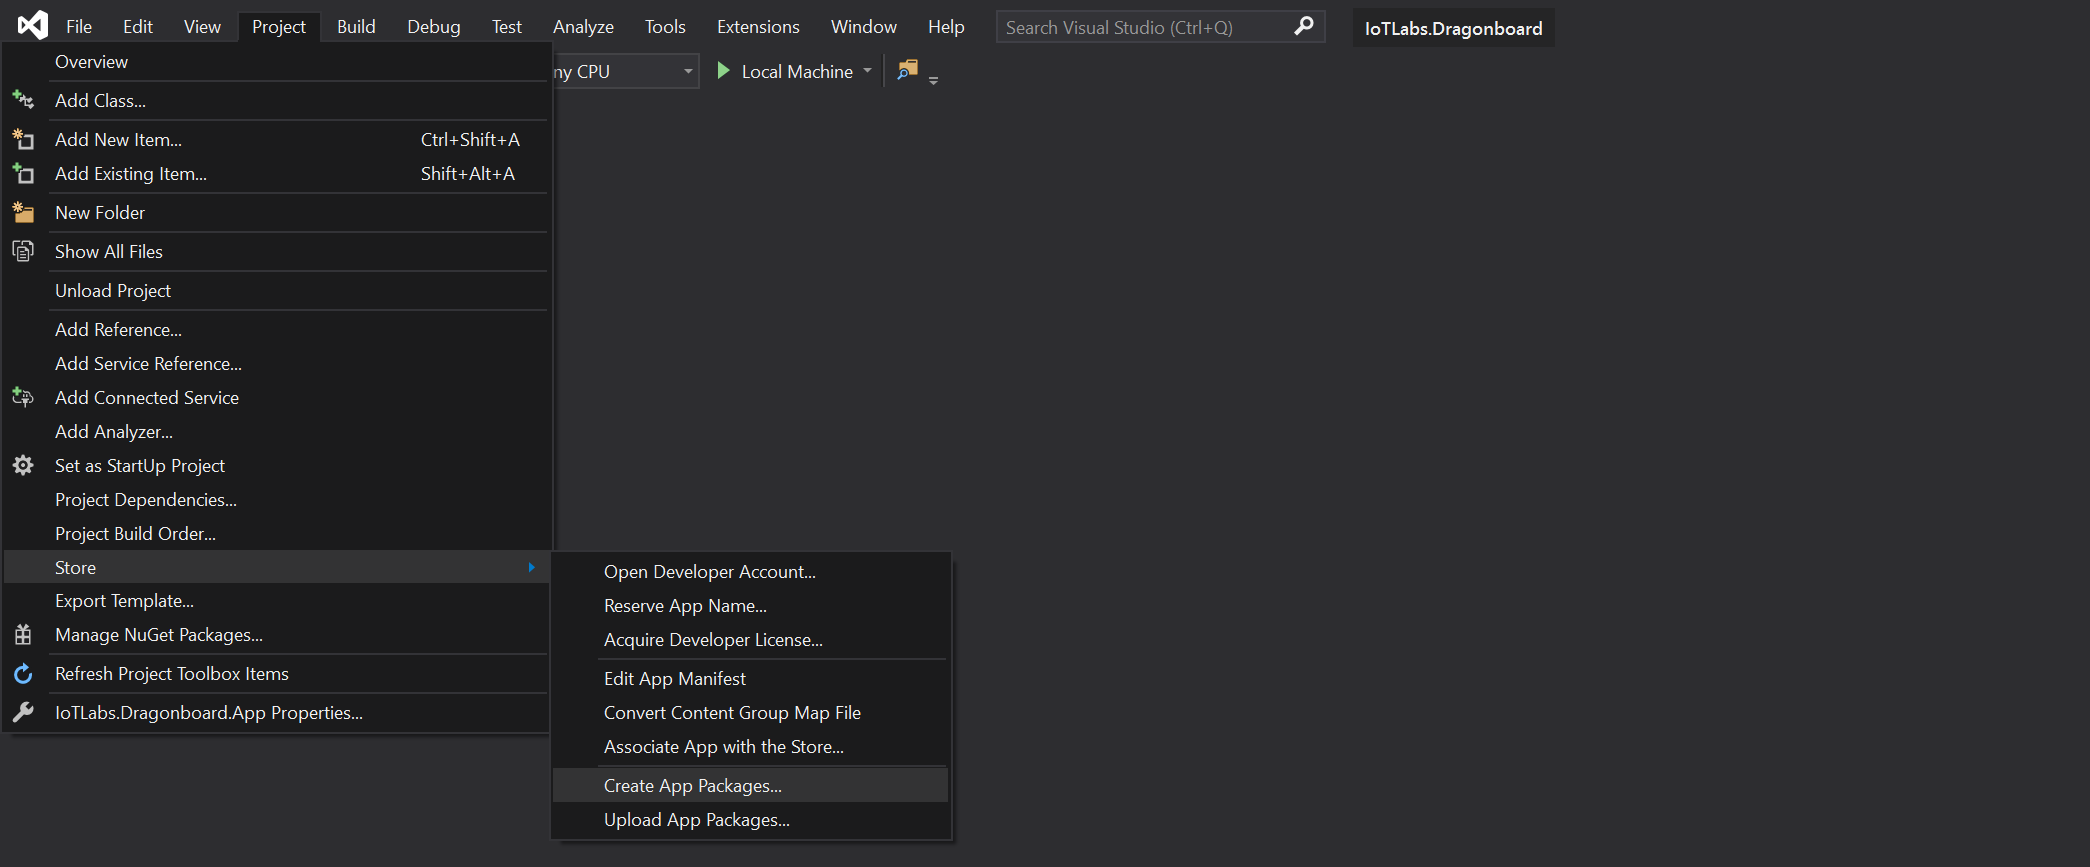 File Edit View Project Build Debug Test Analyze Tools Extensions Window Help Search Visual Studio (Ctrl+Q) IoTLabs.Dragonboard
ny CPU Local Machine
Overview
Add Class...
Add New Item... Ctrl+Shift+A
Add Existing Item... Shift+Alt+A
New Folder
Show All Files
Unload Project
Add Reference...
Add Service Reference...
Add Connected Service
Add Analyzer...
Set as StartUp Project
Project Dependencies...
Project Build Order...
Store
Export Template...
Manage NuGet Packages...
Refresh Project Toolbox Items
IoTLabs.Dragonboard.App Properties...
Open Developer Account...
Reserve App Name...
Acquire Developer License...
Edit App Manifest
Convert Content Group Map File
Associate App with the Store...
Create App Packages...
Upload App Packages...